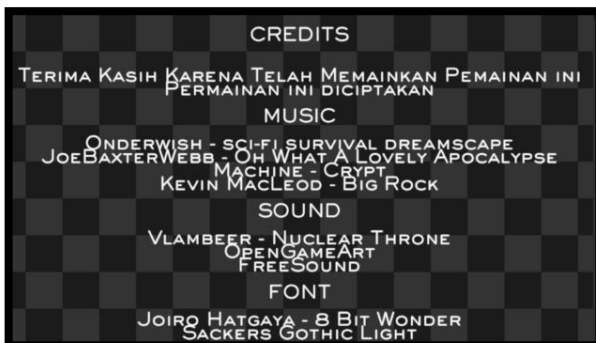 CREDITS
TERIMA KASIH KARENA TELAH MEMAINKAN PEMAINAN INI
PERMAINAN INI DICIPTAKAN
MUSIC
ONDERWISH - SCI-FI SURVIVAL DREAMSCAPE
JOEBAXTERWEBB - OH WHAT A LOVELY APOCALYPSE
MACHINE - CRYPT
KEVIN MACLEOD - BIG ROCK
SOUND
VLAMBEER - NUCLEAR THRONE
OPENGAMEART
FREESOUND
FONT
JOIRO HATGAYA - 8 BIT WONDER
SACKERS GOTHIC LIGHT